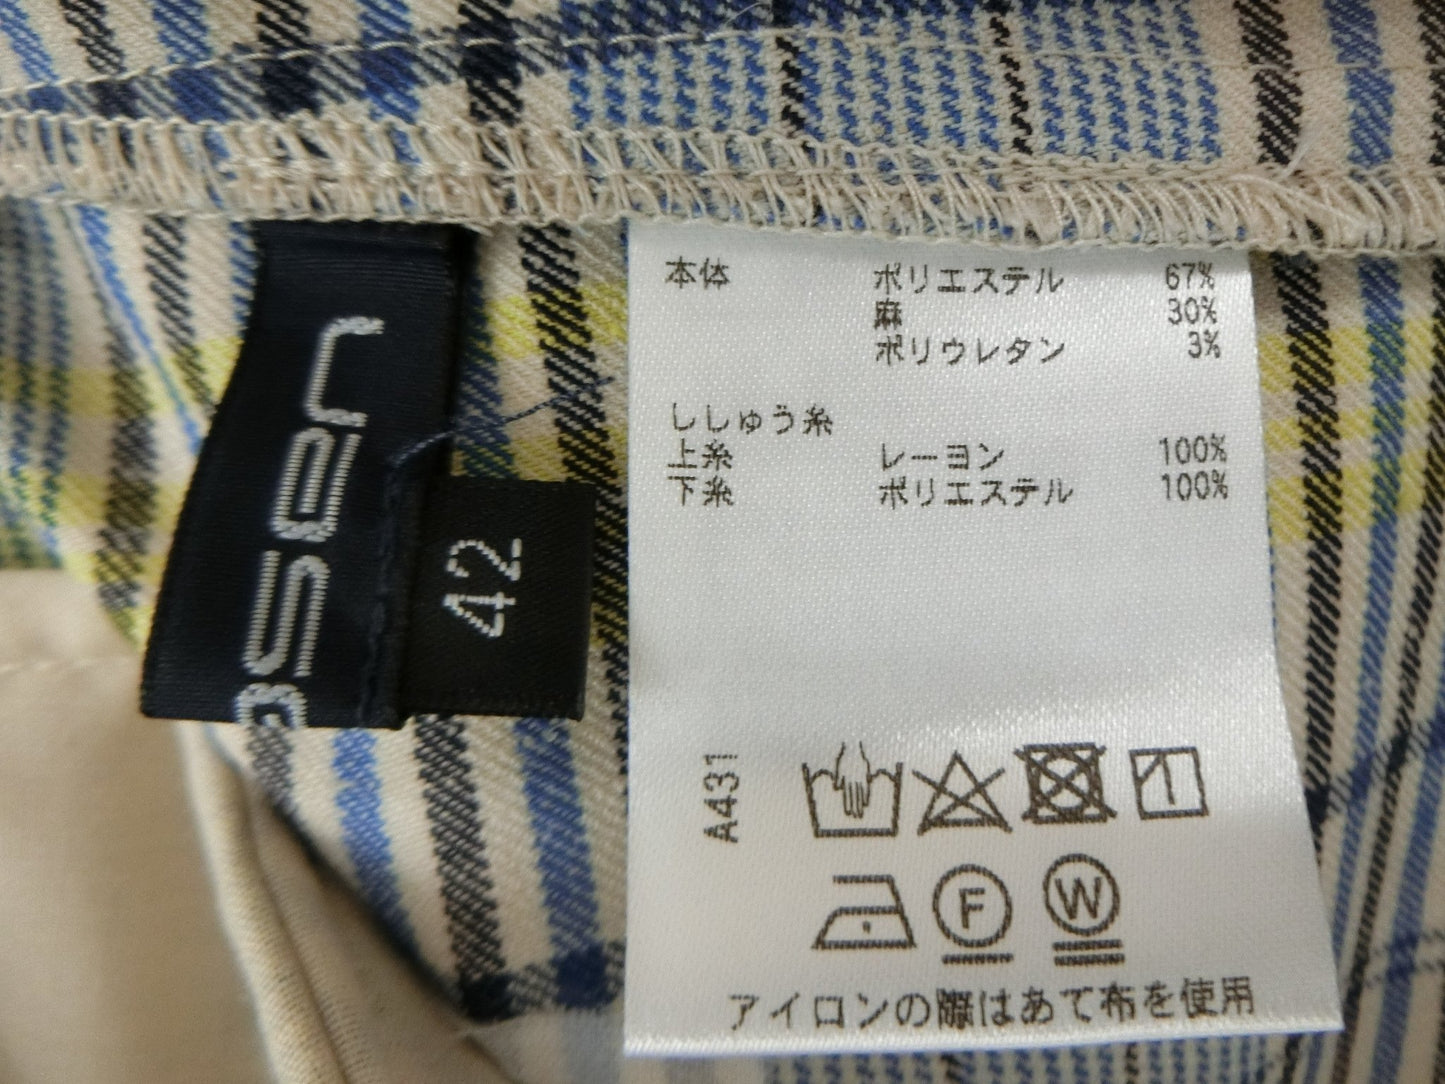 42
本体 ポリエステル 67%
麻 30%
ポリウレタン 3%
ししゅう糸
上糸 レーヨン 100%
下糸 ポリエステル 100%
A431
F W
アイロンの際はあて布を使用